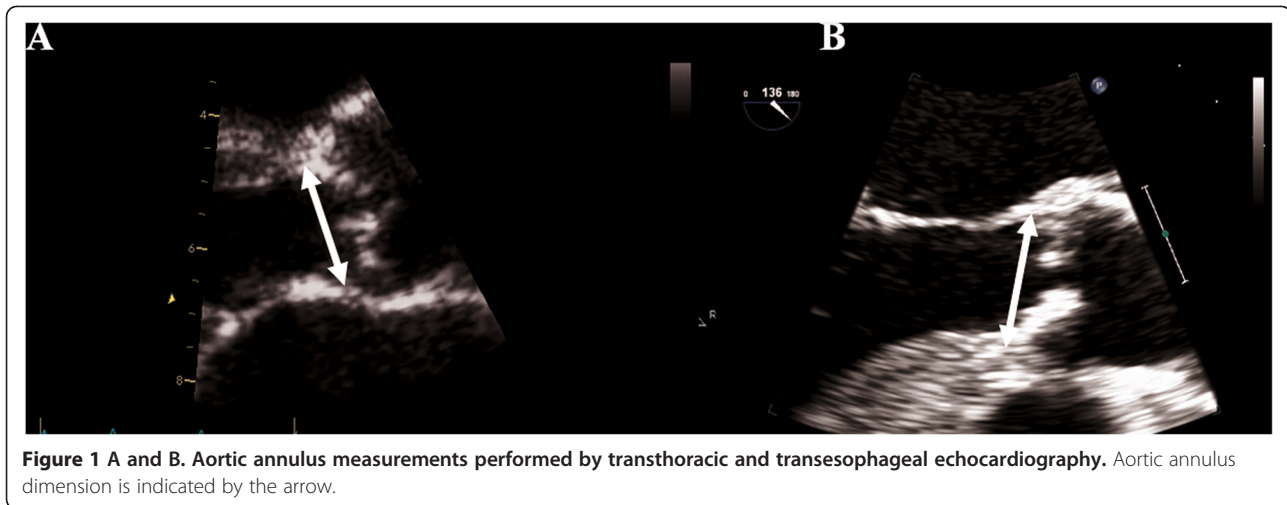 A
B
4
6
8
0 136 180
P
R
Figure 1 A and B. Aortic annulus measurements performed by transthoracic and transesophageal echocardiography. Aortic annulus
dimension is indicated by the arrow.